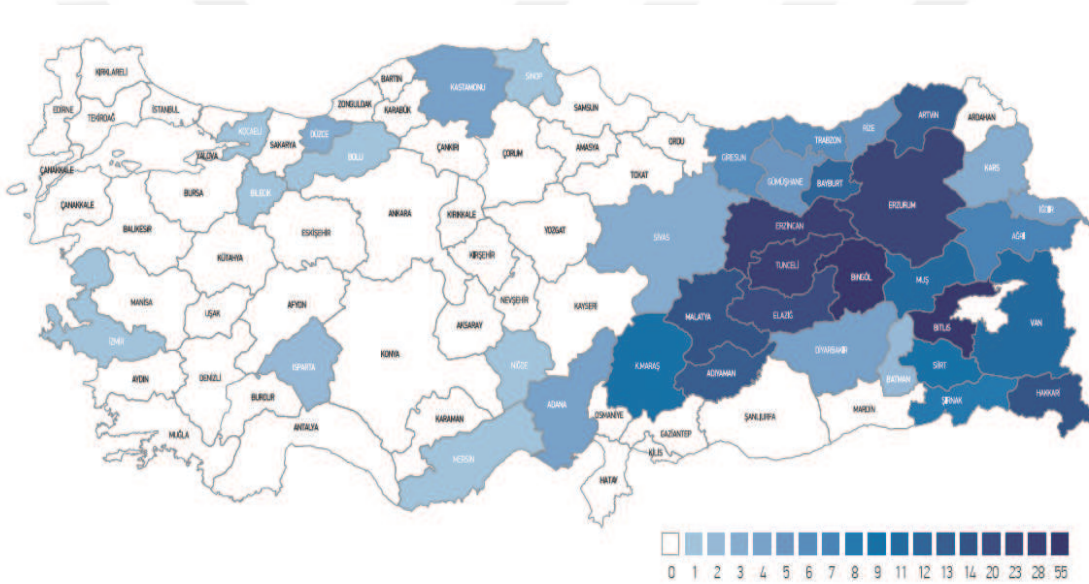 KIRKLARELİ
EDİRNE
TEKİRDAĞ
İSTANBUL
KOCAELİ
YALOVA
SAKARYA
DÜZCE
BOLU
ZONGULDAK
BARTIN
KARABÜK
KASTAMONU
SİNOP
ÇANKIRI
ÇORUM
SAMSUN
AMASYA
ORDU
TOKAT
GİRESUN
TRABZON
RİZE
ARTVİN
ARDAHAN
GÜMÜŞHANE
BAYBURT
ERZURUM
KARS
IĞDIR
AĞRI
ÇANAKKALE
ÇANAKKALE
BURSA
BİLECİK
BALIKESİR
KÜTAHYA
ESKİŞEHİR
ANKARA
KIRIKKALE
KIRŞEHİR
YOZGAT
SİVAS
ERZİNCAN
TUNCELİ
BİNGÖL
MUŞ
BİTLİS
VAN
MANİSA
UŞAK
AFYON
İZMİR
AYDIN
DENİZLİ
ISPARTA
BURDUR
KONYA
AKSARAY
NEVŞEHİR
KAYSERİ
NİĞDE
MALATYA
ELAZIĞ
DİYARBAKIR
BATMAN
SİİRT
ŞIRNAK
HAKKARİ
MUĞLA
ANTALYA
KARAMAN
MERSİN
ADANA
K.MARAŞ
ADIYAMAN
OSMANİYE
GAZİANTEP
KİLİS
HATAY
ŞANLIURFA
MARDİN
0 1 2 3 4 5 6 7 8 9 11 12 13 14 20 23 28 55